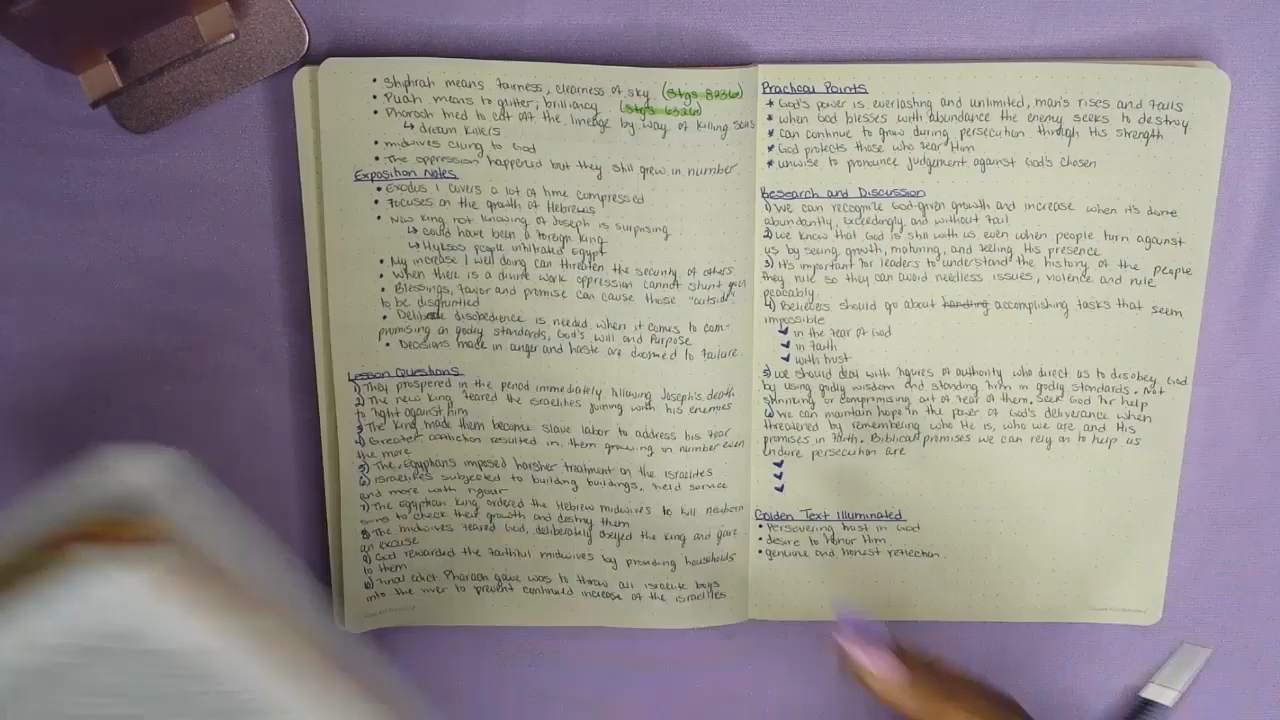 • Shiphrah means fairness, clearness of sky (Stgs 8236)
• Puah means to glitter; brilliancy (Stgs 6326)
• Pharaoh tried to cut off the lineage by way of killing sons
↳ dream killers
• midwives clung to God
• The oppression happened but they still grew in number
Exposition Notes
• Exodus 1 covers a lot of time compressed
• Focuses on the growth of Hebrews
• New king not knowing of Joseph is surprising
↳ could have been a foreign king
↳ Hyksos people infiltrated Egypt
• My increase / well doing can threaten the security of others
• When there is a divine work oppression cannot stunt
• Blessings, favor and promise can cause those "outside"
to be disgruntled
• Deliberate disobedience is needed when it comes to com-
promising on godly standards, God's will and Purpose
• Decisions made in anger and haste are doomed to failure
Lesson Questions
1) They prospered in the period immediately following Joseph's death
2) The new king feared the israelites joining with his enemies
to fight against him
3) The king made them become slave labor to address his fear
4) Greater affliction resulted in them growing in number even
the more
5) The Egyptians imposed harsher treatment on the israelites
6) israelites subjected to building buildings, field service
and more with rigour
7) The Egyptian king ordered the Hebrew midwives to kill newborn
sons to check their growth and destroy them
8) The midwives feared God, deliberately obeyed the king and gave
an excuse
9) God rewarded the faithful midwives by providing households
to them
10) Final edict Pharaoh gave was to throw all israelite boys
into the river to prevent continued increase of the israelites
Practical Points
* God's power is everlasting and unlimited, man's rises and falls
* when God blesses with abundance the enemy seeks to destroy
* can continue to grow during persecution through His strength
* God protects those who fear Him
* unwise to pronounce judgement against God's chosen
Research and Discussion
1) We can recognize God-given growth and increase when it's done
abundantly, exceedingly and without fail
2) we know that God is still with us even when people turn against
us by seeing growth, maturing, and feeling His presence
3) it's important for leaders to understand the history of the people
they rule so they can avoid needless issues, violence and rule
peacably
4) Believers should go about handling accomplishing tasks that seem
impossible
in the fear of God
in faith
with trust
5) we should deal with figures of authority who direct us to disobey God
by using godly wisdom and standing firm in godly standards. Not
shrinking or compromising out of fear of them. Seek God for help
6) We can maintain hope in the power of God's deliverance when
threatened by remembering who He is, who we are and His
promises in faith. Biblical promises we can rely on to help us
endure persecution are
Golden Text Illuminated
• Persevering trust in God
• desire to honor Him
• genuine and honest reflection